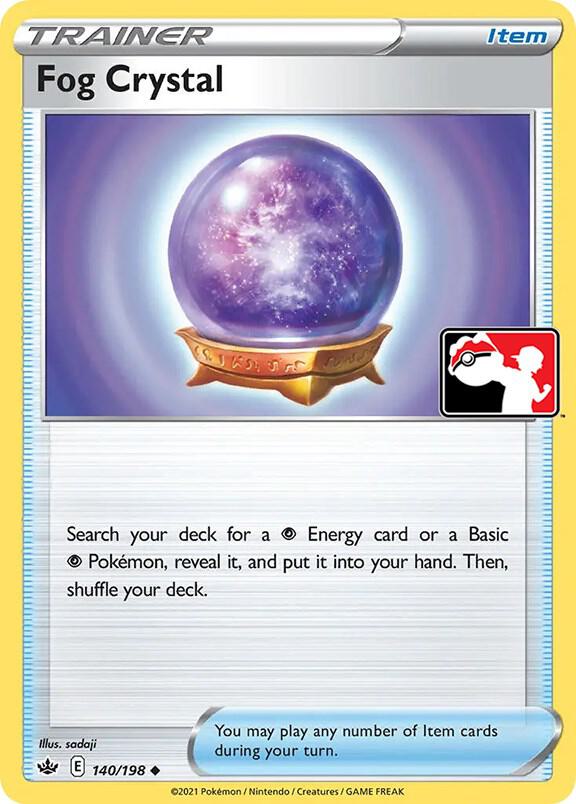 TRAINER
Item
Fog Crystal
Search your deck for a Energy card or a Basic
Pokémon, reveal it, and put it into your hand. Then,
shuffle your deck.
Illus. sadaji
You may play any number of Item cards
during your turn.
E 140/198
©2021 Pokémon / Nintendo / Creatures / GAME FREAK